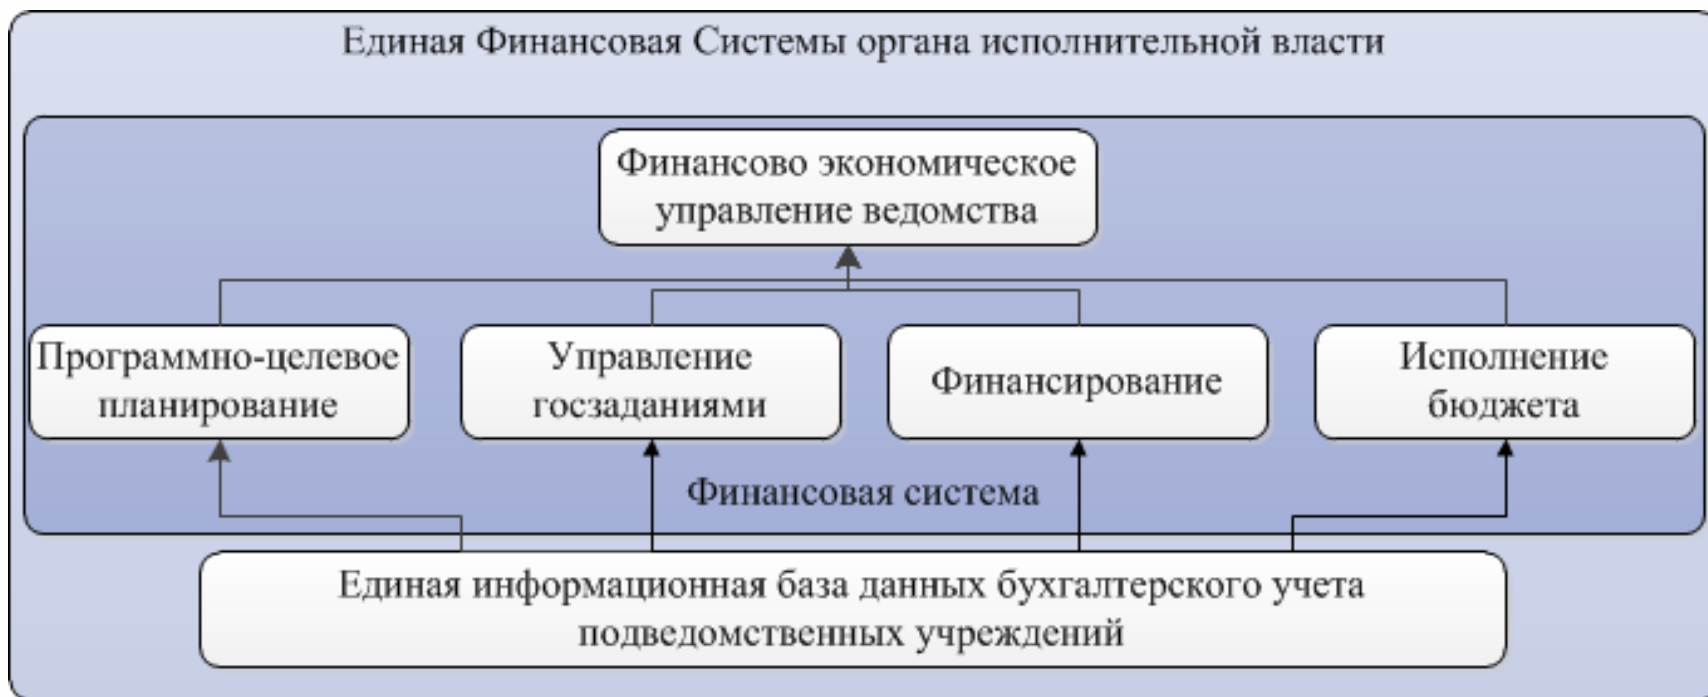 Единая Финансовая Системы органа исполнительной власти
Финансово экономическое
управление ведомства
Программно-целевое
планирование
Управление
госзаданиями
Финансирование
Исполнение
бюджета
Финансовая система
Единая информационная база данных бухгалтерского учета
подведомственных учреждений